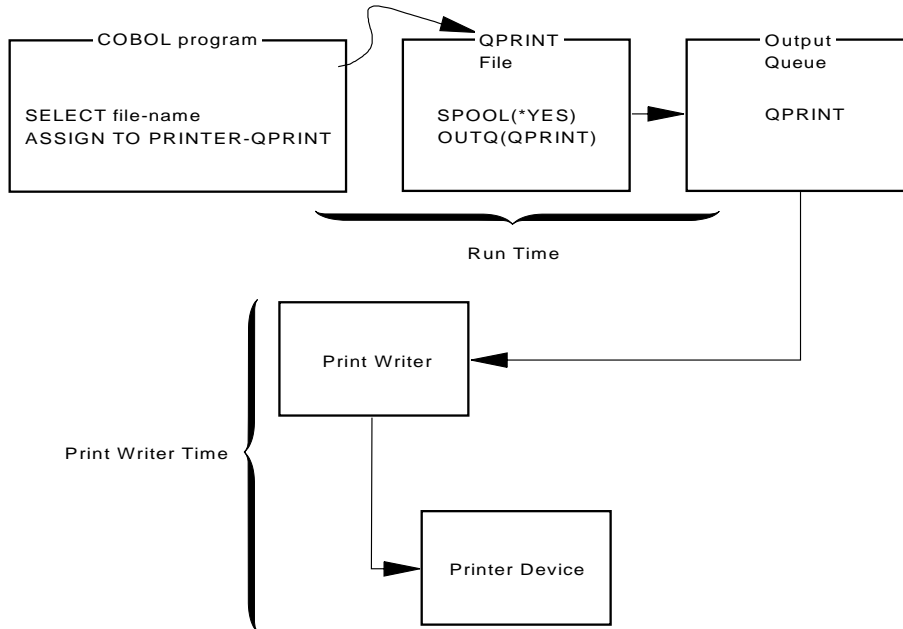 COBOL program
SELECT file-name
ASSIGN TO PRINTER-QPRINT
QPRINT
File
SPOOL(*YES)
OUTQ(QPRINT)
Output
Queue
QPRINT
Run Time
Print Writer
Print Writer Time
Printer Device